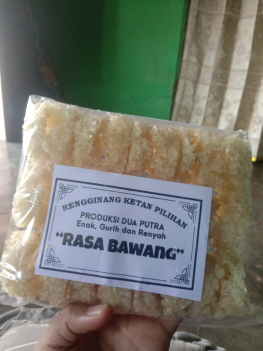 RENGGINANG KETAN PILIHAN
PRODUKSI DUA PUTRA
Enak, Gurih dan Renyah
"RASA BAWANG"